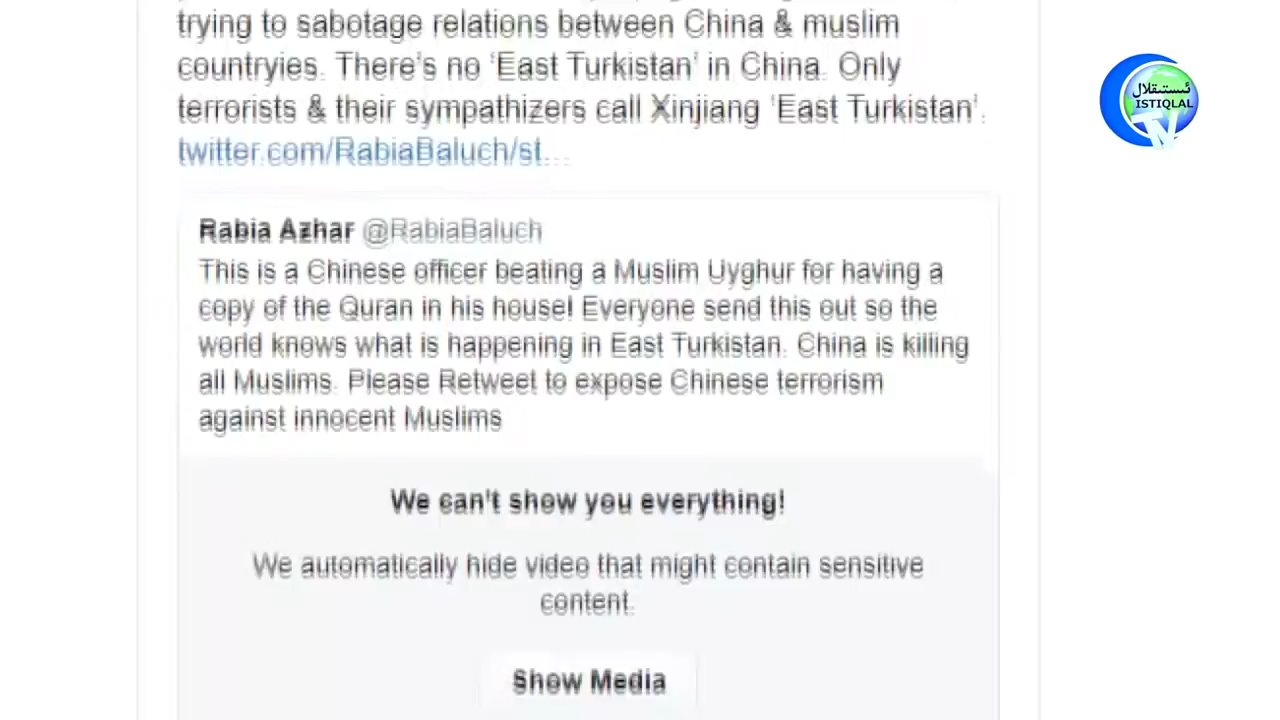 trying to sabotage relations between China & muslim
countryies. There's no 'East Turkistan' in China. Only
terrorists & their sympathizers call Xinjiang 'East Turkistan'.
twitter.com/RabiaBaluch/st...
Rabia Azhar @RabiaBaluch
This is a Chinese officer beating a Muslim Uyghur for having a
copy of the Quran in his house! Everyone send this out so the
world knows what is happening in East Turkistan. China is killing
all Muslims. Please Retweet to expose Chinese terrorism
against innocent Muslims
We can't show you everything!
We automatically hide video that might contain sensitive
content.
Show Media
ئىستىقلال
ISTIQLAL
TV